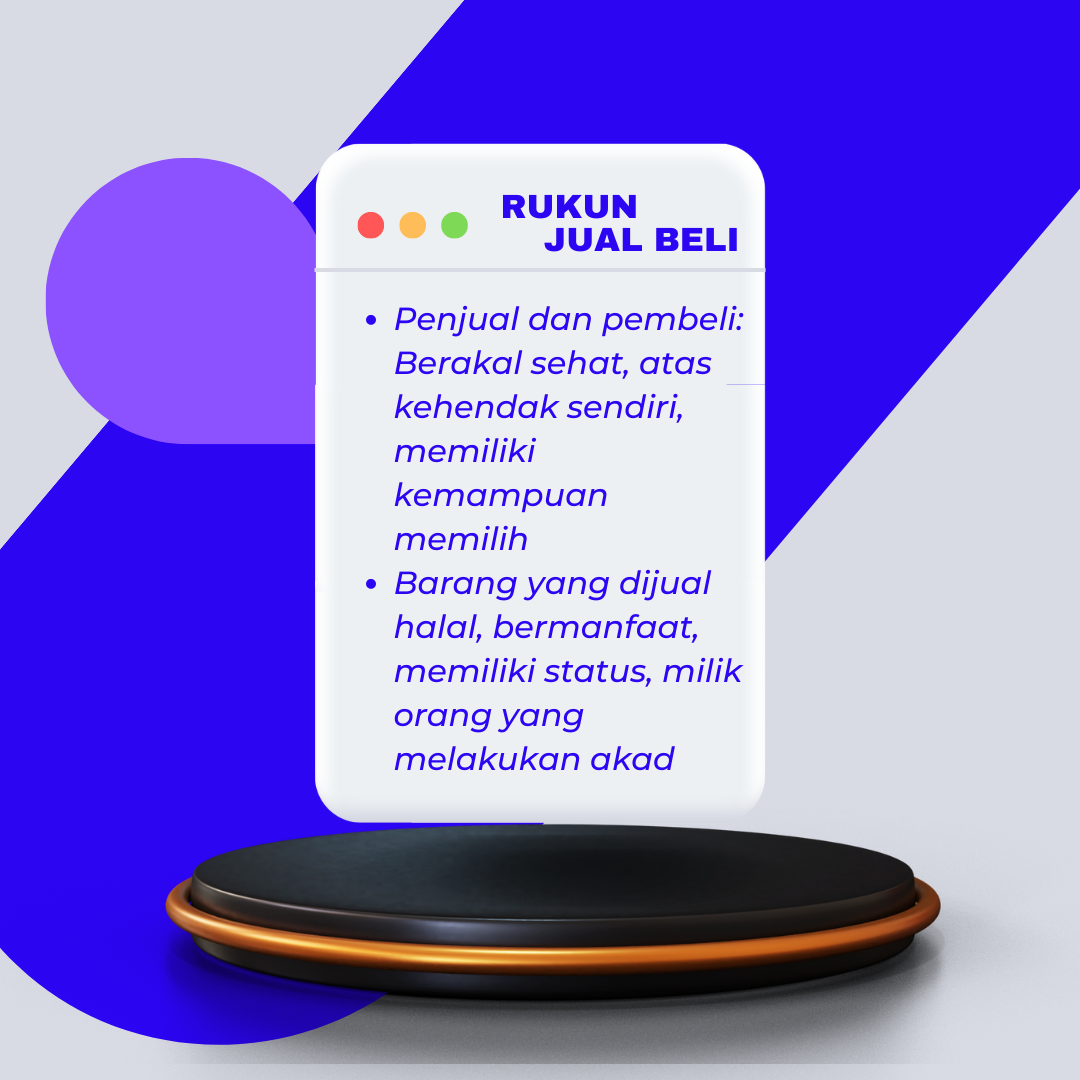 RUKUN
JUAL BELI
• Penjual dan pembeli:
Berakal sehat, atas
kehendak sendiri,
memiliki
kemampuan
memilih
• Barang yang dijual
halal, bermanfaat,
memiliki status, milik
orang yang
melakukan akad